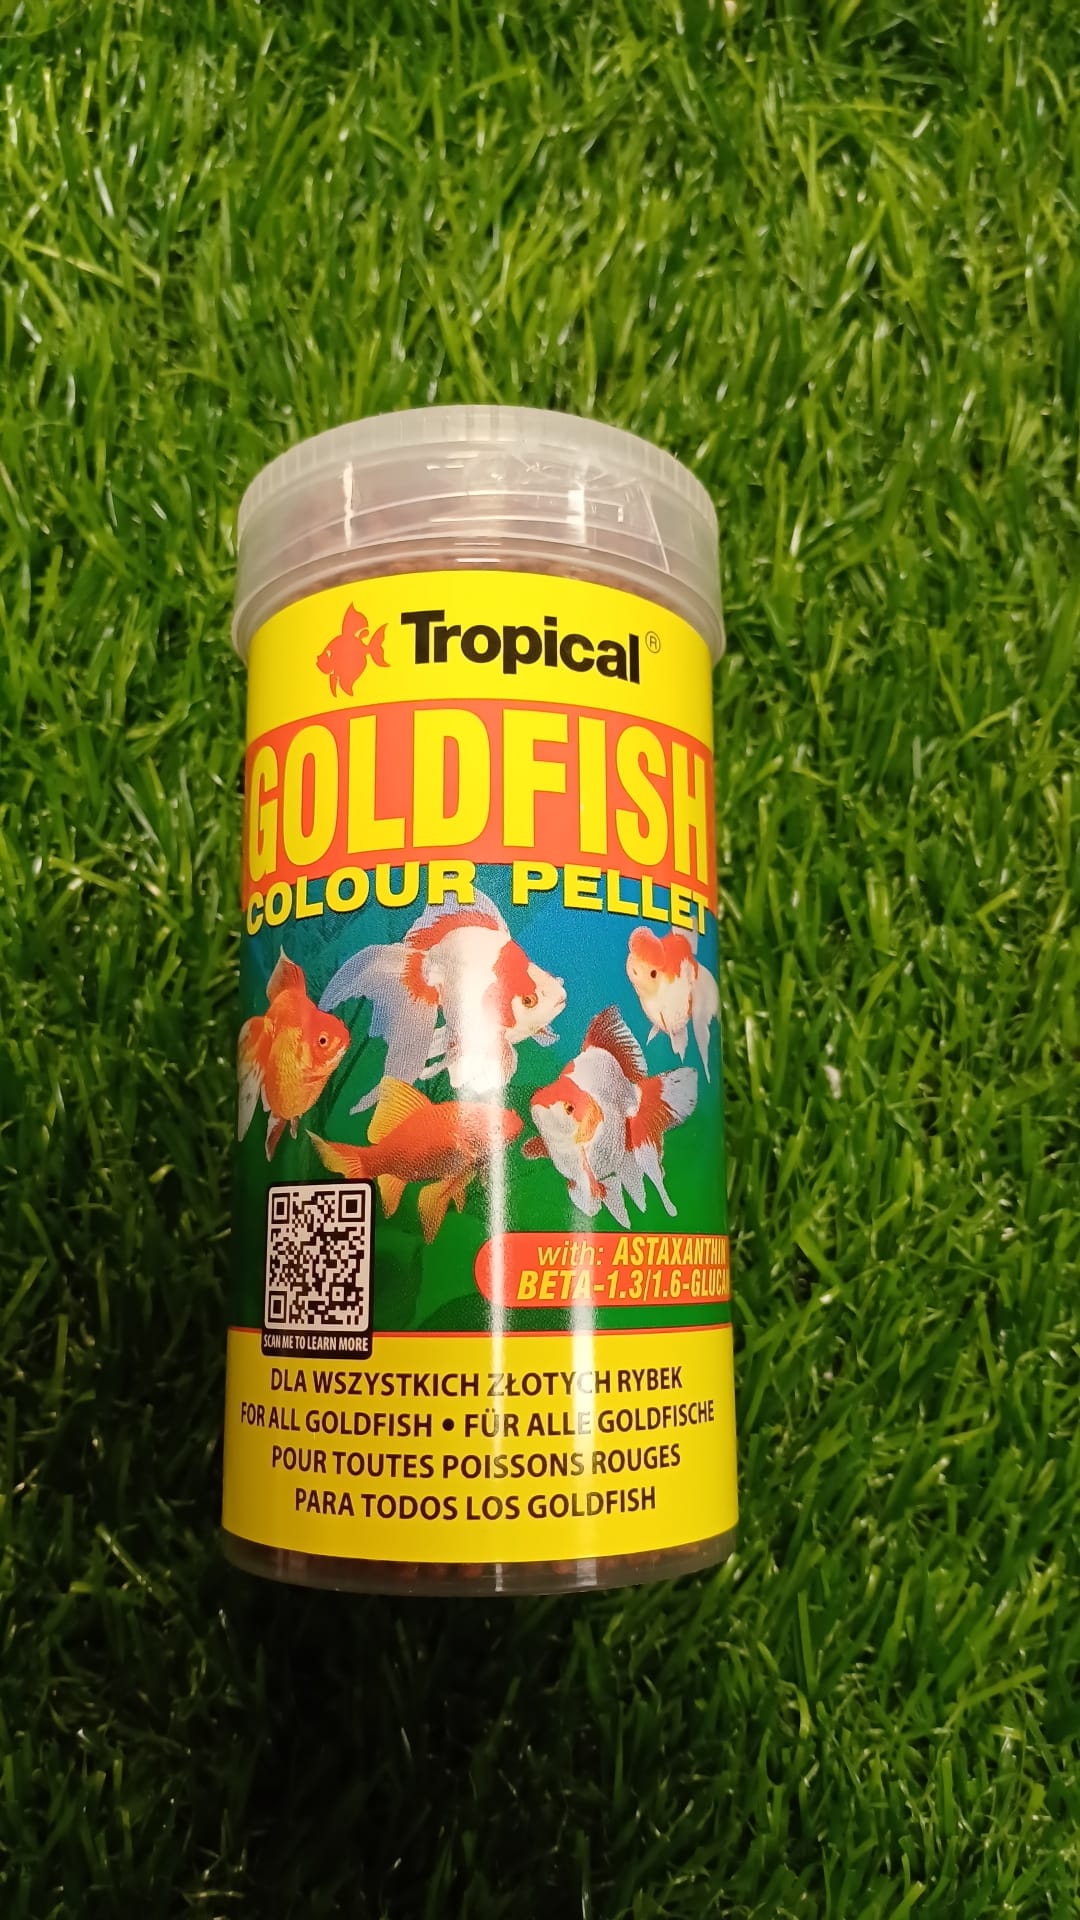 Tropical®
GOLDFISH
COLOUR PELLET
with: ASTAXANTHIN
BETA-1.3/1.6-GLUCAN
SCAN ME TO LEARN MORE
DLA WSZYSTKICH ZŁOTYCH RYBEK
FOR ALL GOLDFISH • FÜR ALLE GOLDFISCHE
POUR TOUTES POISSONS ROUGES
PARA TODOS LOS GOLDFISH